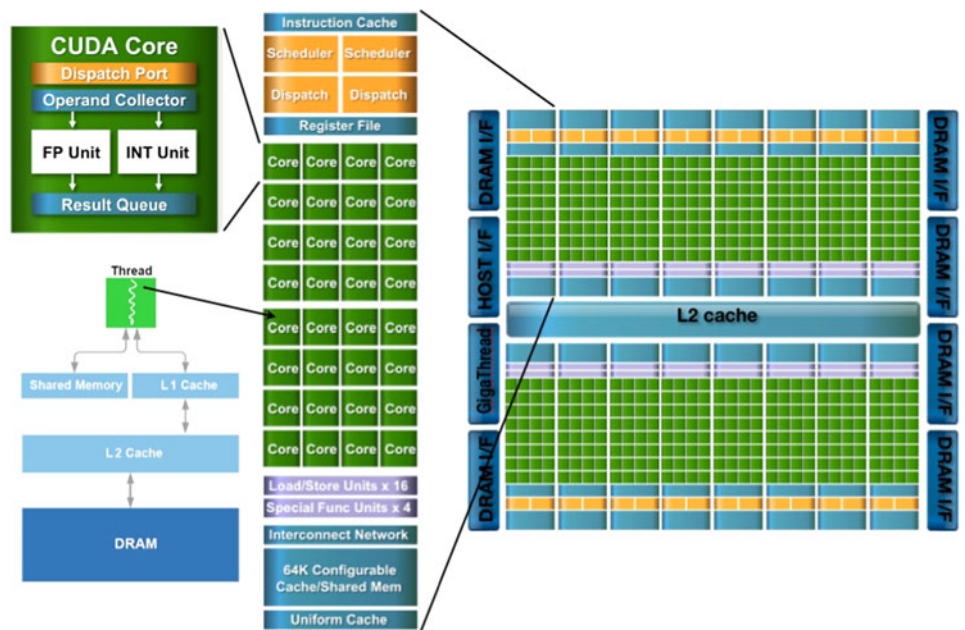 CUDA Core
Dispatch Port
Operand Collector
FP Unit
INT Unit
Result Queue
Thread
Shared Memory
L1 Cache
L2 Cache
DRAM
Instruction Cache
Scheduler Scheduler
Dispatch Dispatch
Register File
Core Core Core Core
Core Core Core Core
Core Core Core Core
Core Core Core Core
Core Core Core Core
Core Core Core Core
Core Core Core Core
Core Core Core Core
Load/Store Units x 16
Special Func Units x 4
Interconnect Network
64K Configurable
Cache/Shared Mem
Uniform Cache
DRAM I/F
HOST I/F
GigaThread
DRAM I/F
L2 cache
DRAM I/F
DRAM I/F
DRAM I/F
DRAM I/F